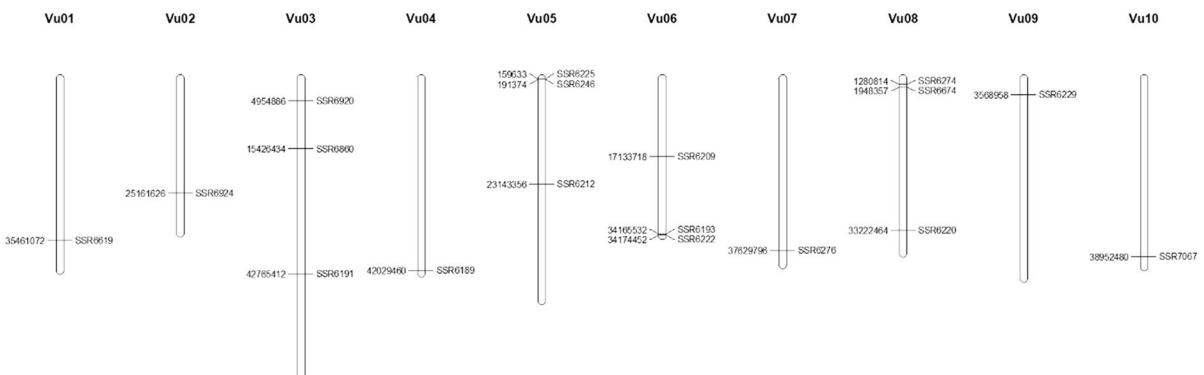 Vu01 Vu02 Vu03 Vu04 Vu05 Vu06 Vu07 Vu08 Vu09 Vu10
159633 SSR6225
191374 SSR6246
1280814 SSR6274
1948357 SSR6674
3568958 SSR6229
4954886 SSR6920
15426434 SSR6860
17133718 SSR6209
23143356 SSR6212
25161626 SSR6924
34165532 SSR6193
34174452 SSR6222
33222464 SSR6220
35461072 SSR6619
37629796 SSR6276
38952480 SSR7067
42765412 SSR6191
42029460 SSR6189